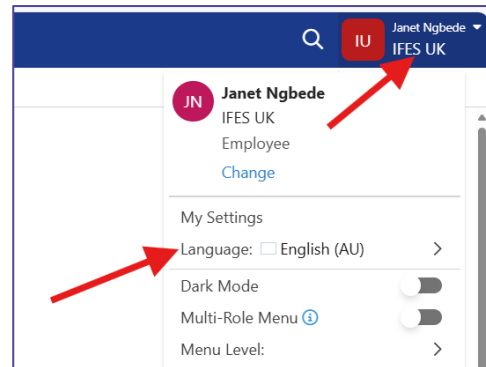 IU
Janet Ngbede
IFES UK
JN
Janet Ngbede
IFES UK
Employee
Change
My Settings
Language: English (AU)
Dark Mode
Multi-Role Menu
Menu Level: